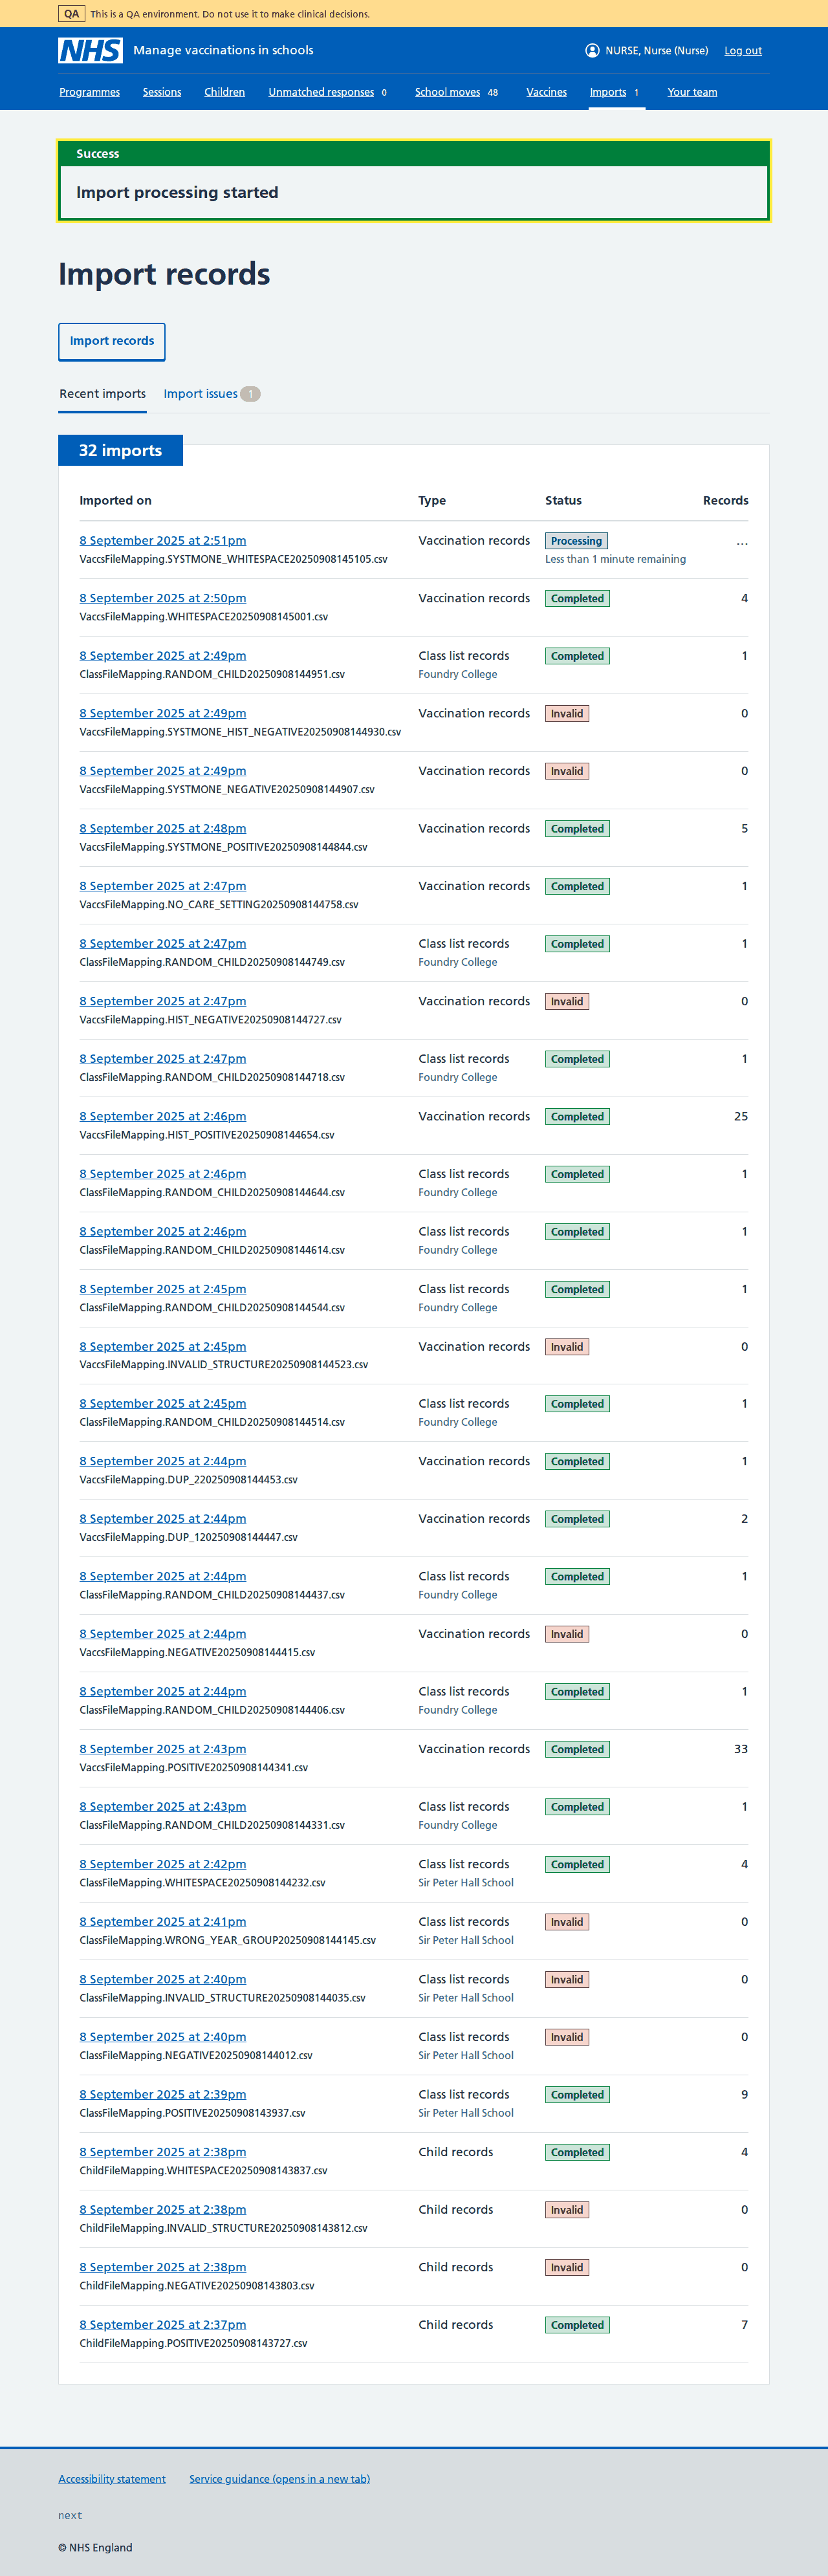 QA This is a QA environment. Do not use it to make clinical decisions.
NHS Manage vaccinations in schools NURSE, Nurse (Nurse) Log out
Programmes Sessions Children Unmatched responses 0 School moves 48 Vaccines Imports 1 Your team
Success
Import processing started
Import records
Import records
Recent imports Import issues 1
32 imports
Imported on Type Status Records
8 September 2025 at 2:51pm Vaccination records Processing ...
VaccsFileMapping.SYSTMONE_WHITESPACE20250908145105.csv Less than 1 minute remaining
8 September 2025 at 2:50pm Vaccination records Completed 4
VaccsFileMapping.WHITESPACE20250908145001.csv
8 September 2025 at 2:49pm Class list records Completed 1
ClassFileMapping.RANDOM_CHILD20250908144951.csv Foundry College
8 September 2025 at 2:49pm Vaccination records Invalid 0
VaccsFileMapping.SYSTMONE_HIST_NEGATIVE20250908144930.csv
8 September 2025 at 2:49pm Vaccination records Invalid 0
VaccsFileMapping.SYSTMONE_NEGATIVE20250908144907.csv
8 September 2025 at 2:48pm Vaccination records Completed 5
VaccsFileMapping.SYSTMONE_POSITIVE20250908144844.csv
8 September 2025 at 2:47pm Vaccination records Completed 1
VaccsFileMapping.NO_CARE_SETTING20250908144758.csv
8 September 2025 at 2:47pm Class list records Completed 1
ClassFileMapping.RANDOM_CHILD20250908144749.csv Foundry College
8 September 2025 at 2:47pm Vaccination records Invalid 0
VaccsFileMapping.HIST_NEGATIVE20250908144727.csv
8 September 2025 at 2:47pm Class list records Completed 1
ClassFileMapping.RANDOM_CHILD20250908144718.csv Foundry College
8 September 2025 at 2:46pm Vaccination records Completed 25
VaccsFileMapping.HIST_POSITIVE20250908144654.csv
8 September 2025 at 2:46pm Class list records Completed 1
ClassFileMapping.RANDOM_CHILD20250908144644.csv Foundry College
8 September 2025 at 2:46pm Class list records Completed 1
ClassFileMapping.RANDOM_CHILD20250908144614.csv Foundry College
8 September 2025 at 2:45pm Class list records Completed 1
ClassFileMapping.RANDOM_CHILD20250908144544.csv Foundry College
8 September 2025 at 2:45pm Vaccination records Invalid 0
VaccsFileMapping.INVALID_STRUCTURE20250908144523.csv
8 September 2025 at 2:45pm Class list records Completed 1
ClassFileMapping.RANDOM_CHILD20250908144514.csv Foundry College
8 September 2025 at 2:44pm Vaccination records Completed 1
VaccsFileMapping.DUP_220250908144453.csv
8 September 2025 at 2:44pm Vaccination records Completed 2
VaccsFileMapping.DUP_120250908144447.csv
8 September 2025 at 2:44pm Class list records Completed 1
ClassFileMapping.RANDOM_CHILD20250908144437.csv Foundry College
8 September 2025 at 2:44pm Vaccination records Invalid 0
VaccsFileMapping.NEGATIVE20250908144415.csv
8 September 2025 at 2:44pm Class list records Completed 1
ClassFileMapping.RANDOM_CHILD20250908144406.csv Foundry College
8 September 2025 at 2:43pm Vaccination records Completed 33
VaccsFileMapping.POSITIVE20250908144341.csv
8 September 2025 at 2:43pm Class list records Completed 1
ClassFileMapping.RANDOM_CHILD20250908144331.csv Foundry College
8 September 2025 at 2:42pm Class list records Completed 4
ClassFileMapping.WHITESPACE20250908144232.csv Sir Peter Hall School
8 September 2025 at 2:41pm Class list records Invalid 0
ClassFileMapping.WRONG_YEAR_GROUP20250908144145.csv Sir Peter Hall School
8 September 2025 at 2:40pm Class list records Invalid 0
ClassFileMapping.INVALID_STRUCTURE20250908144035.csv Sir Peter Hall School
8 September 2025 at 2:40pm Class list records Invalid 0
ClassFileMapping.NEGATIVE20250908144012.csv Sir Peter Hall School
8 September 2025 at 2:39pm Class list records Completed 9
ClassFileMapping.POSITIVE20250908143937.csv Sir Peter Hall School
8 September 2025 at 2:38pm Child records Completed 4
ChildFileMapping.WHITESPACE20250908143837.csv
8 September 2025 at 2:38pm Child records Invalid 0
ChildFileMapping.INVALID_STRUCTURE20250908143812.csv
8 September 2025 at 2:38pm Child records Invalid 0
ChildFileMapping.NEGATIVE20250908143803.csv
8 September 2025 at 2:37pm Child records Completed 7
ChildFileMapping.POSITIVE20250908143727.csv
Accessibility statement Service guidance (opens in a new tab)
next
© NHS England